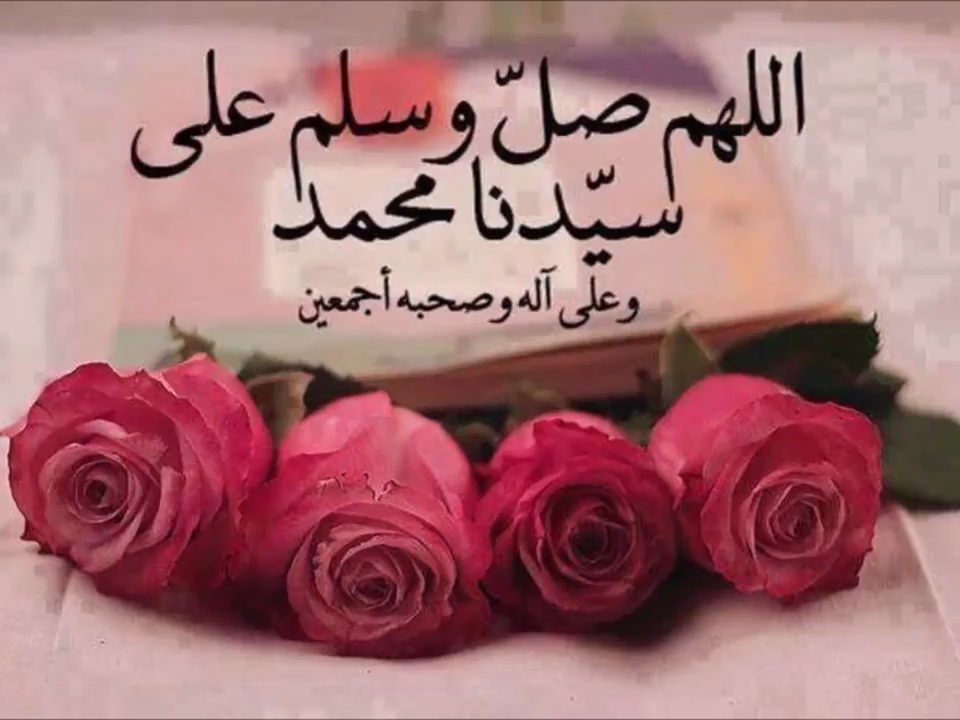 اللهم صلّ وسلم على
سيّدنا محمد
وعلى آله وصحبه أجمعين